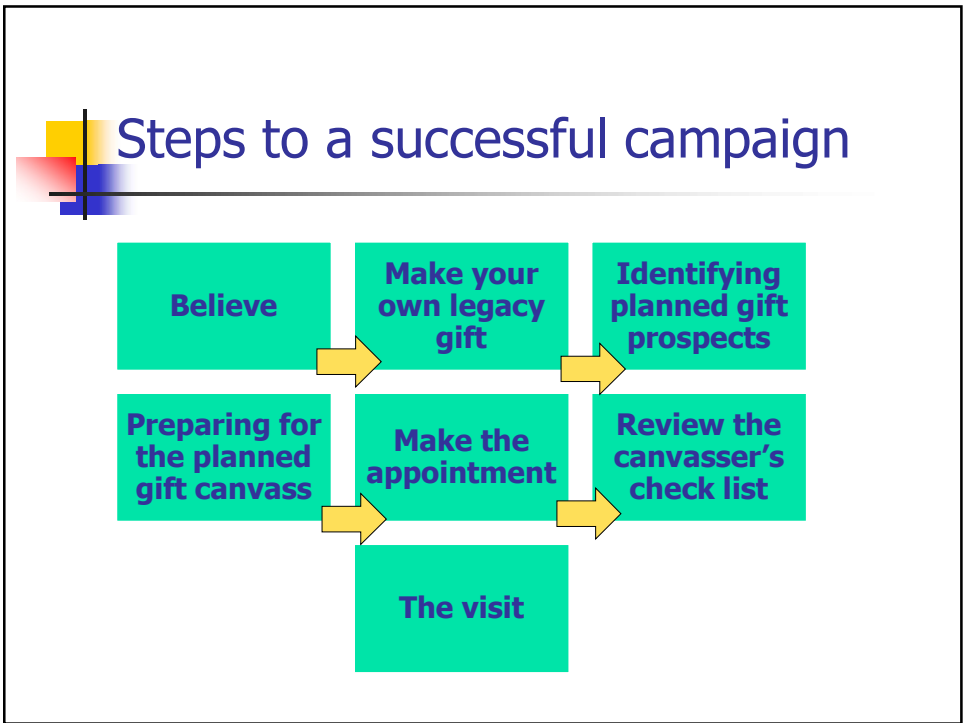 Steps to a successful campaign
Believe
Make your
own legacy
gift
Identifying
planned gift
prospects
Preparing for
the planned
gift canvass
Make the
appointment
Review the
canvasser’s
check list
The visit